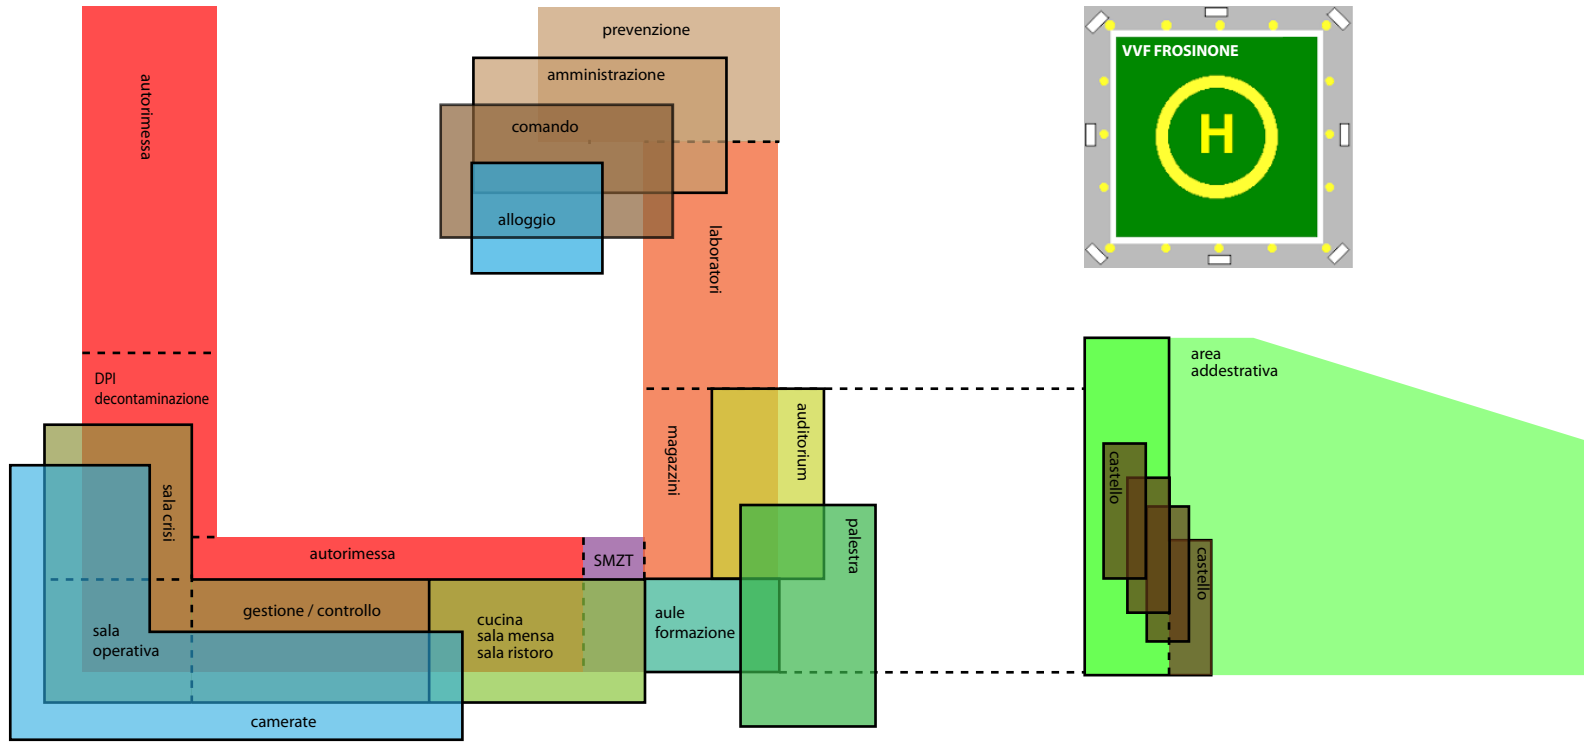 prevenzione
amministrazione
comando
alloggio
autorimessa
laboratori
VVF FROSINONE
H
DPI
decontaminazione
sala crisi
magazzini
auditorium
palestra
area
addestrativa
castello
castello
autorimessa
SMZT
gestione / controllo
cucina
sala mensa
sala ristoro
aule
formazione
sala
operativa
camerate